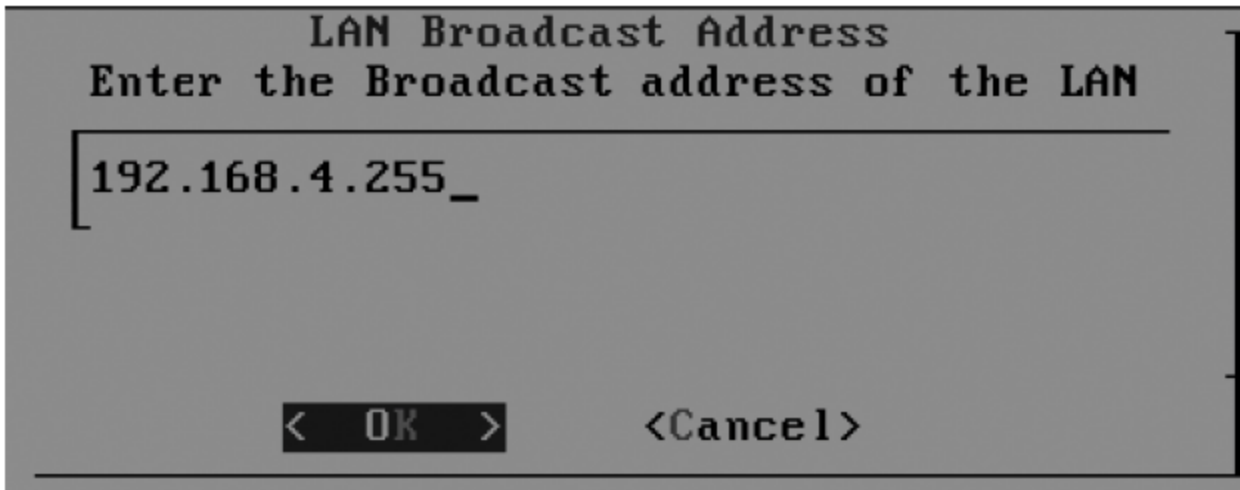 LAN Broadcast Address
Enter the Broadcast address of the LAN
192.168.4.255_
< OK > <Cancel>